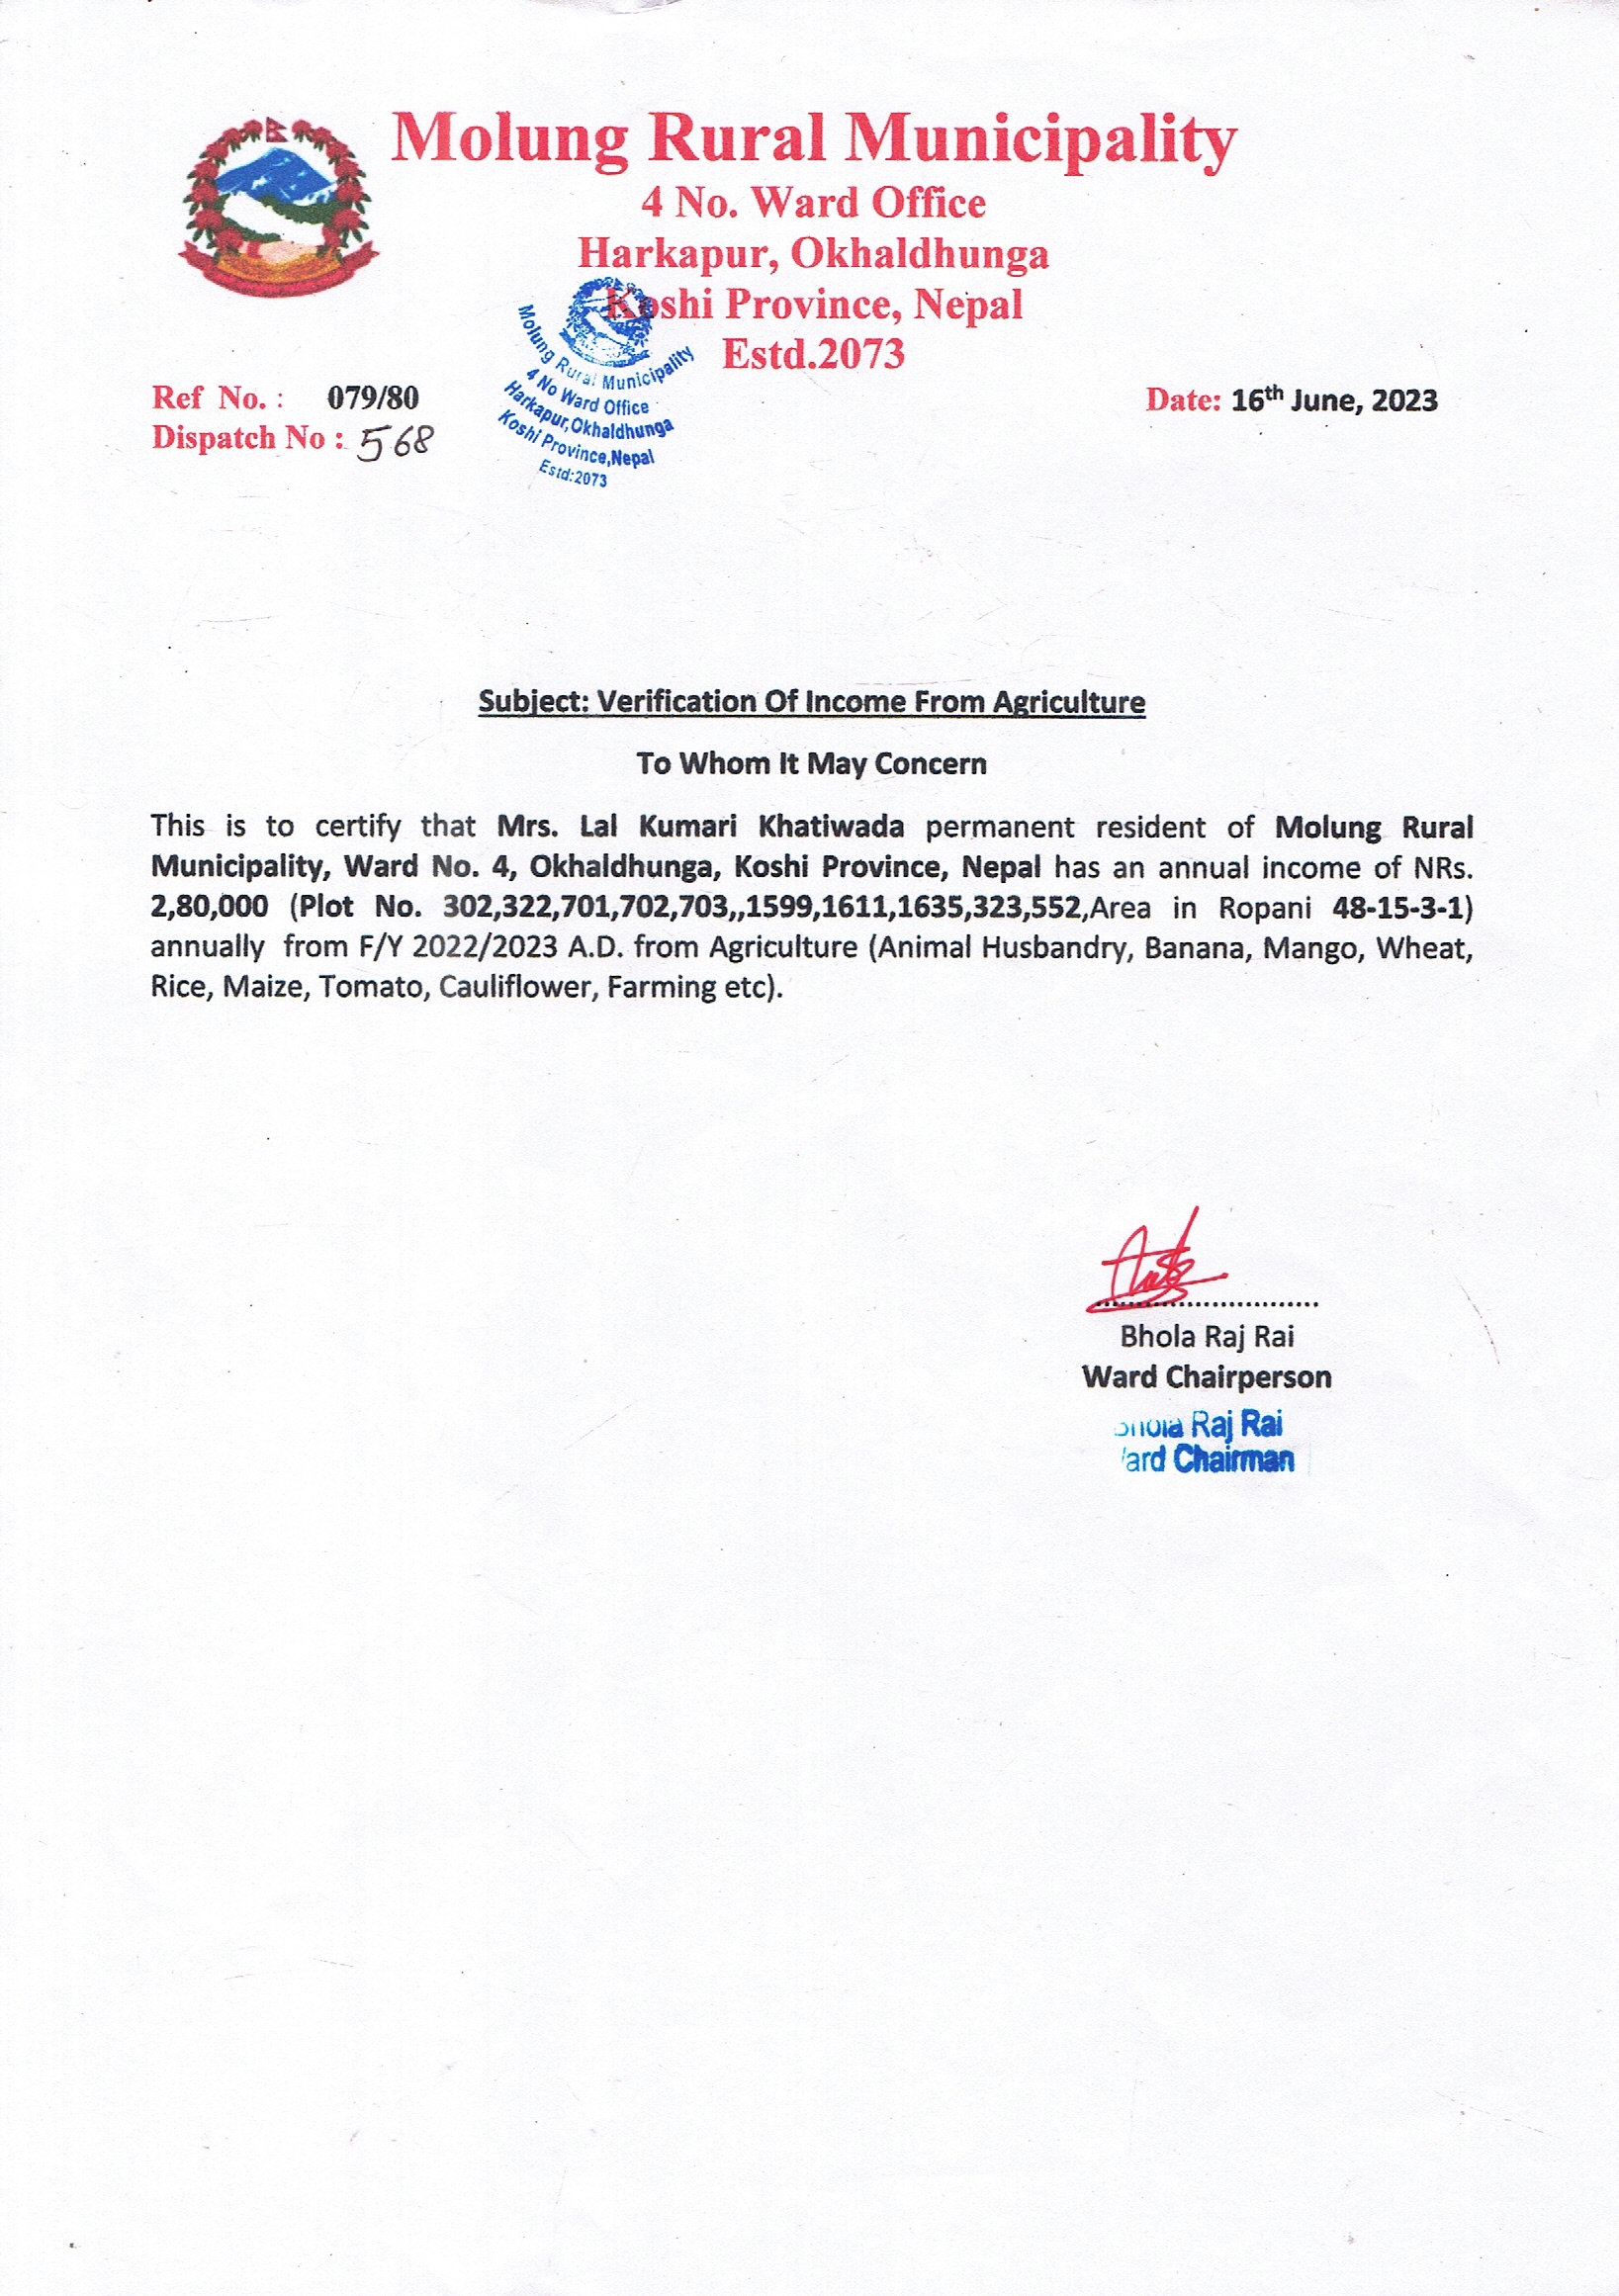 Molung Rural Municipality
4 No. Ward Office
Harkapur, Okhaldhunga
Koshi Province, Nepal
Estd.2073
Molung Rural Municipality
4 No Ward Office
Harkapur,Okhaldhunga
Koshi Province,Nepal
Estd:2073
Ref No. : 079/80
Date: 16th June, 2023
Dispatch No : 568
Subject: Verification Of Income From Agriculture
To Whom It May Concern
This is to certify that Mrs. Lal Kumari Khatiwada permanent resident of Molung Rural
Municipality, Ward No. 4, Okhaldhunga, Koshi Province, Nepal has an annual income of NRs.
2,80,000 (Plot No. 302,322,701,702,703,,1599,1611,1635,323,552,Area in Ropani 48-15-3-1)
annually from F/Y 2022/2023 A.D. from Agriculture (Animal Husbandry, Banana, Mango, Wheat,
Rice, Maize, Tomato, Cauliflower, Farming etc).
Bhola Raj Rai
Ward Chairperson
Bhola Raj Rai
ard Chairman